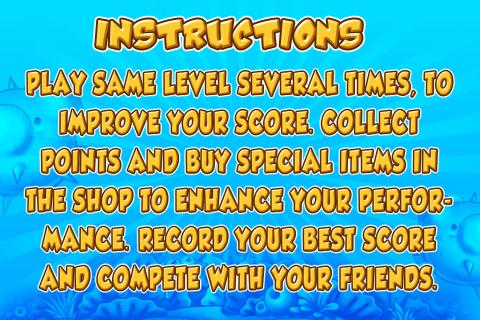 INSTRUCTIONS
PLAY SAME LEVEL SEVERAL TIMES, TO
IMPROVE YOUR SCORE. COLLECT
POINTS AND BUY SPECIAL ITEMS IN
THE SHOP TO ENHANCE YOUR PERFOR-
MANCE. RECORD YOUR BEST SCORE
AND COMPETE WITH YOUR FRIENDS.